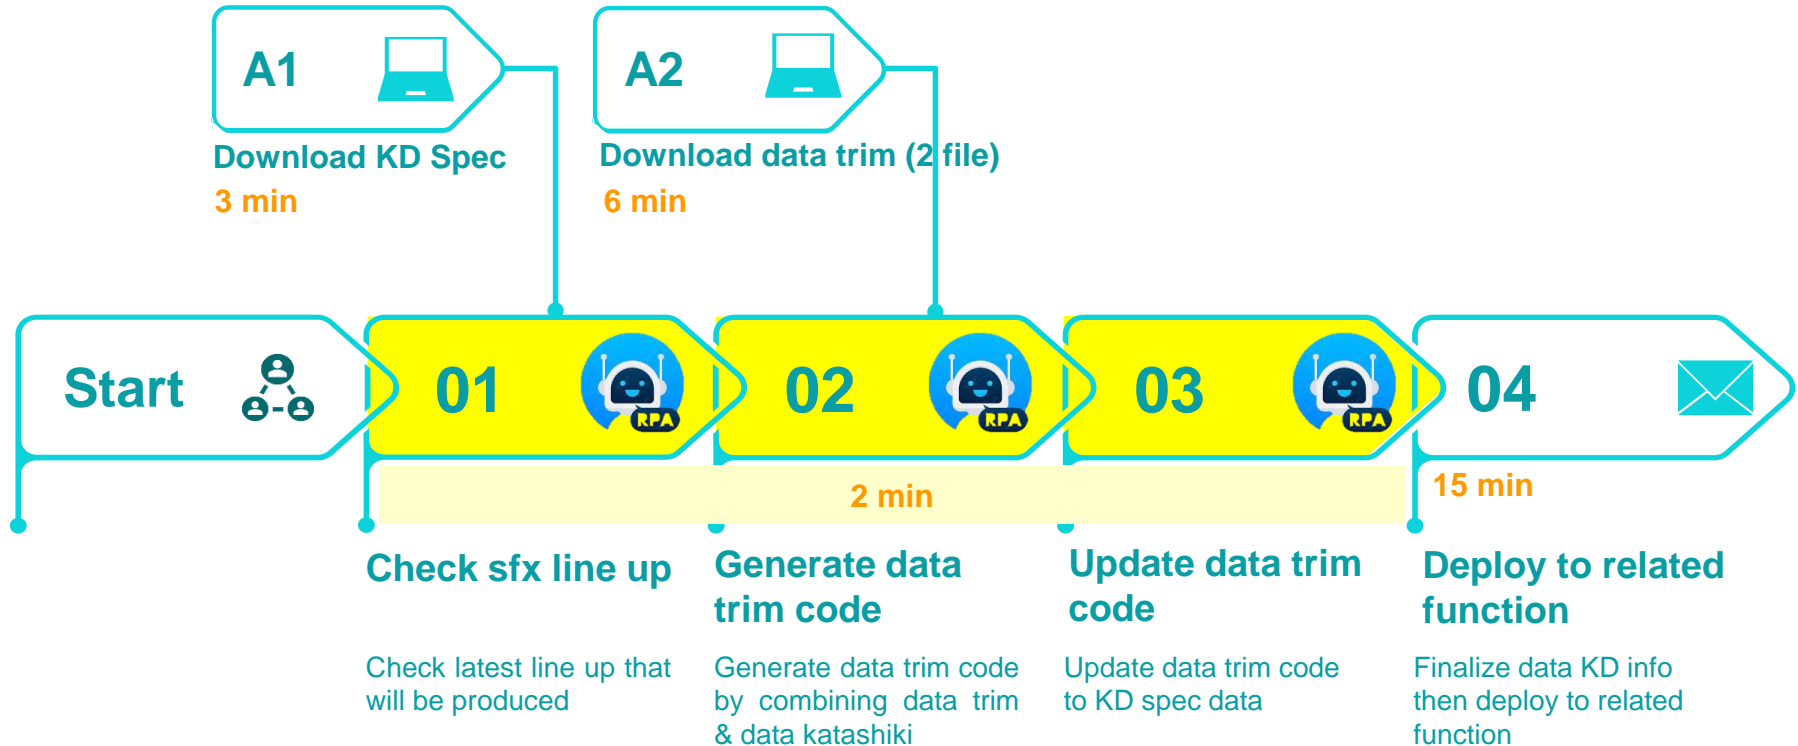 A1
A2
Download KD Spec
3 min
Download data trim (2 file)
6 min
Start
01
RPA
02
RPA
03
RPA
04
2 min
15 min
Check sfx line up
Check latest line up that
will be produced
Generate data
trim code
Generate data trim code
by combining data trim
& data katashiki
Update data trim
code
Update data trim code
to KD spec data
Deploy to related
function
Finalize data KD info
then deploy to related
function